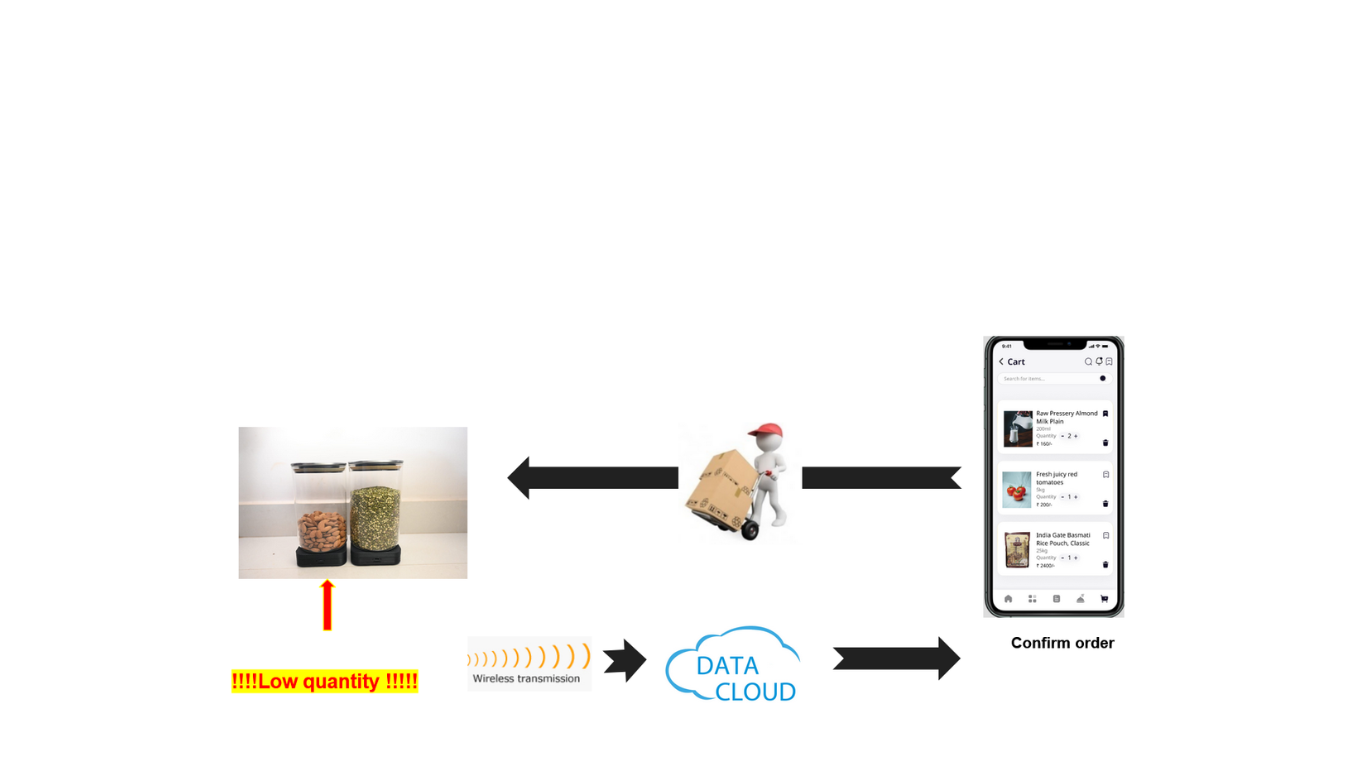 9:41
Cart
Search for items...
Raw Pressery Almond
Milk Plain
200ml
Quantity - 2 +
₹ 160/-
Fresh juicy red
tomatoes
5kg
Quantity - 1 +
₹ 200/-
India Gate Basmati
Rice Pouch, Classic
25kg
Quantity - 1 +
₹ 2400/-
Confirm order
!!!!Low quantity !!!!!
Wireless transmission
DATA
CLOUD